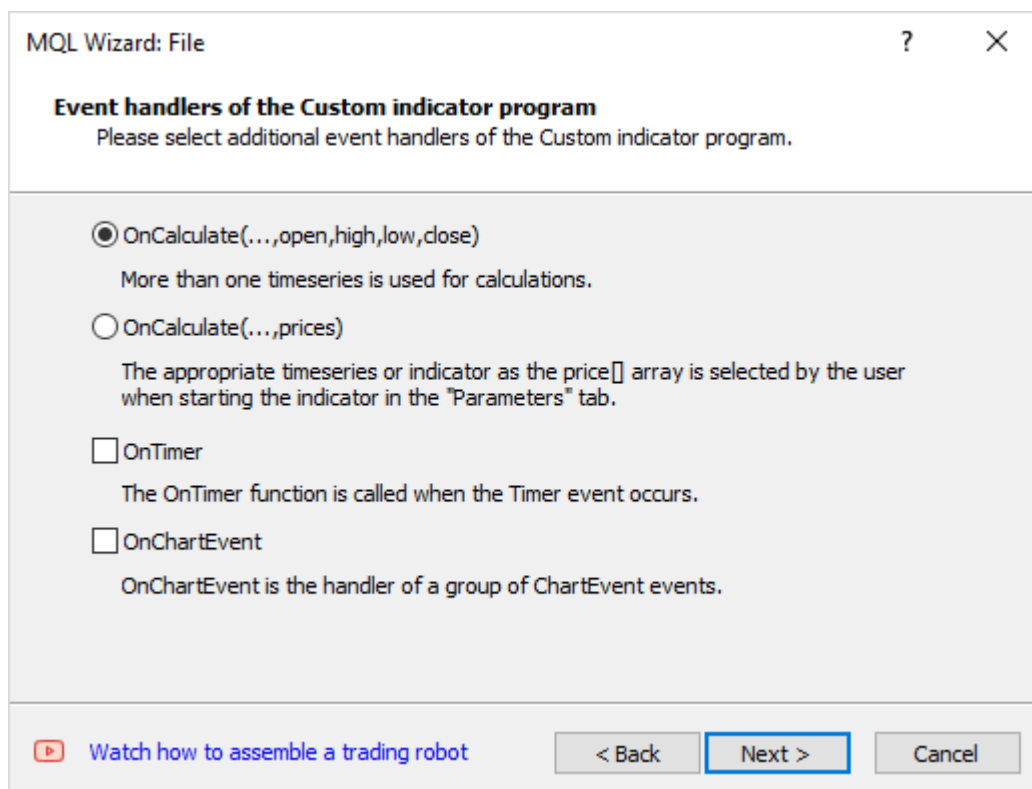 MQL Wizard: File
Event handlers of the Custom indicator program
Please select additional event handlers of the Custom indicator program.
OnCalculate(...,open,high,low,close)
More than one timeseries is used for calculations.
OnCalculate(...,prices)
The appropriate timeseries or indicator as the price[] array is selected by the user
when starting the indicator in the "Parameters" tab.
OnTimer
The OnTimer function is called when the Timer event occurs.
OnChartEvent
OnChartEvent is the handler of a group of ChartEvent events.
Watch how to assemble a trading robot
< Back
Next >
Cancel